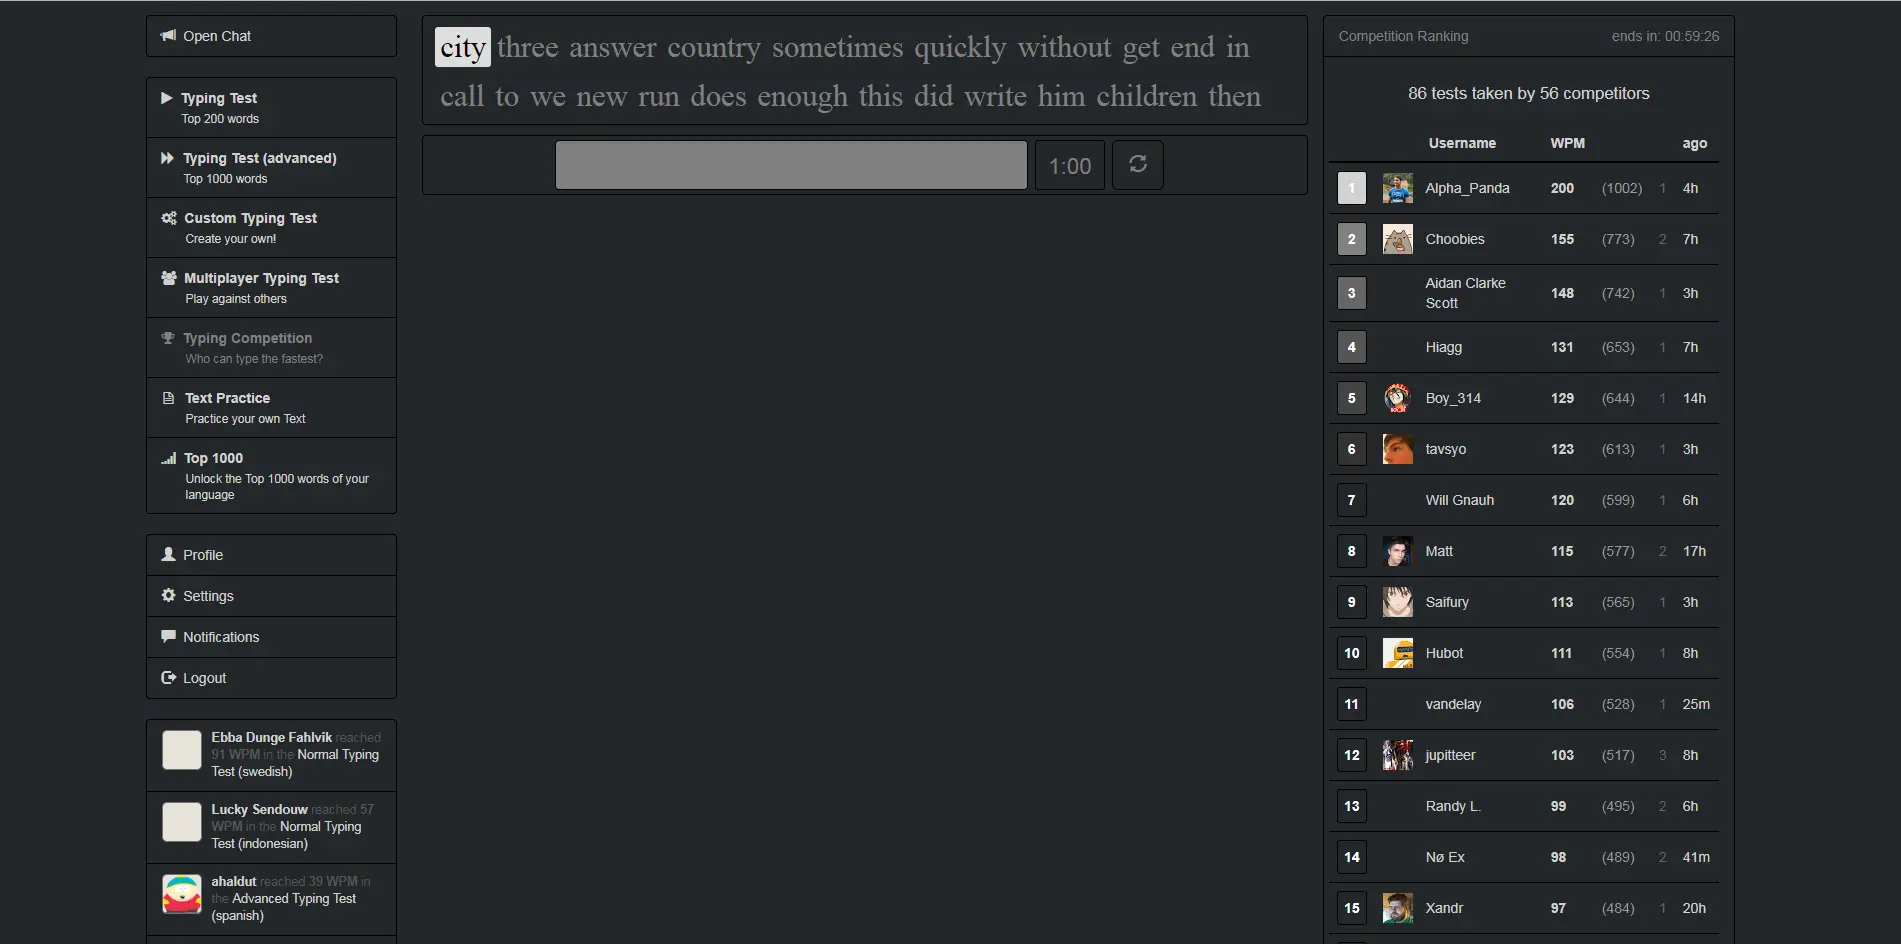 Open Chat
Typing Test
Top 200 words
Typing Test (advanced)
Top 1000 words
Custom Typing Test
Create your own!
Multiplayer Typing Test
Play against others
Typing Competition
Who can type the fastest?
Text Practice
Practice your own Text
Top 1000
Unlock the Top 1000 words of your
language
Profile
Settings
Notifications
Logout
Ebba Dunge Fahlvik reached
91 WPM in the Normal Typing
Test (swedish)
Lucky Sendouw reached 57
WPM in the Normal Typing
Test (indonesian)
ahaldut reached 39 WPM in
the Advanced Typing Test
(spanish)
city three answer country sometimes quickly without get end in
call to we new run does enough this did write him children then
1:00
Competition Ranking ends in: 00:59:26
86 tests taken by 56 competitors
Username WPM ago
1 Alpha_Panda 200 (1002) 1 4h
2 Choobies 155 (773) 2 7h
3 Aidan Clarke Scott 148 (742) 1 3h
4 Hiagg 131 (653) 1 7h
5 Boy_314 129 (644) 1 14h
6 tavsyo 123 (613) 1 3h
7 Will Gnauh 120 (599) 1 6h
8 Matt 115 (577) 2 17h
9 Saifury 113 (565) 1 3h
10 Hubot 111 (554) 1 8h
11 vandelay 106 (528) 1 25m
12 jupitteer 103 (517) 3 8h
13 Randy L. 99 (495) 2 6h
14 Nø Ex 98 (489) 2 41m
15 Xandr 97 (484) 1 20h